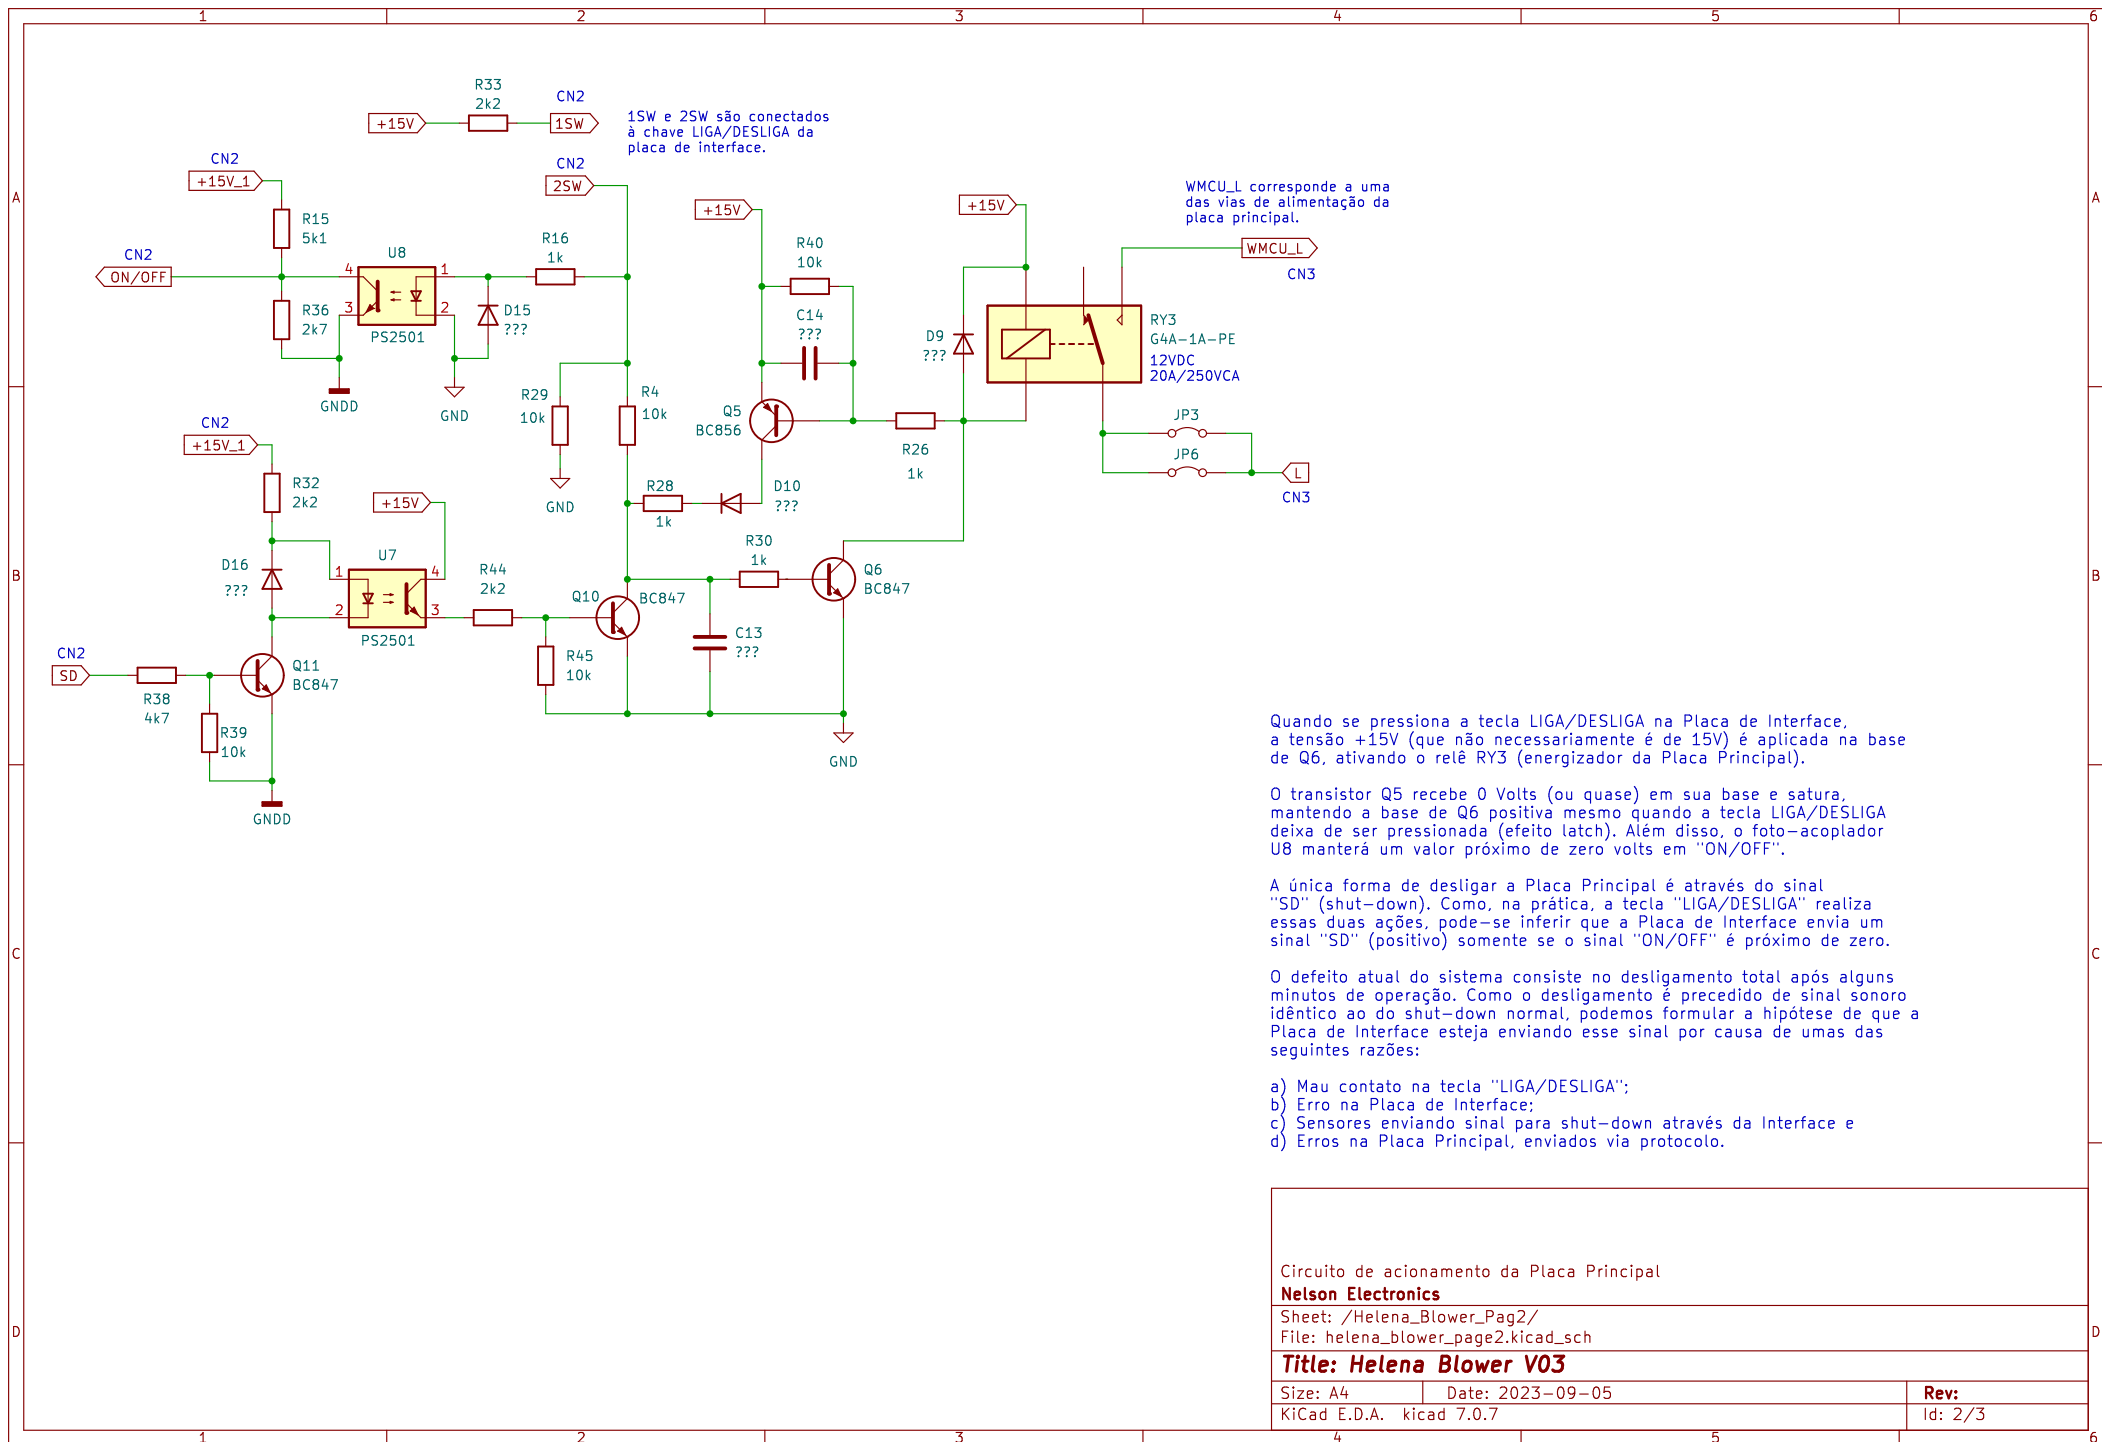 1 2 3 4 5 6
R33
2k2
CN2
+15V
1SW
1SW e 2SW são conectados
à chave LIGA/DESLIGA da
placa de interface.
CN2
+15V_1
CN2
2SW
R15
5k1
+15V
+15V
WMCU_L corresponde a uma
das vias de alimentação da
placa principal.
A
A
CN2
ON/OFF
U8
4
1
3
2
PS2501
R16
1k
R40
10k
WMCU_L
CN3
R36
2k7
D15
???
C14
???
D9
???
RY3
G4A-1A-PE
12VDC
20A/250VCA
GNDD
GND
R29
10k
R4
10k
Q5
BC856
R26
1k
JP3
JP6
L
CN3
CN2
+15V_1
R32
2k2
+15V
GND
R28
1k
D10
???
D16
???
U7
1
4
2
3
PS2501
R44
2k2
Q10
BC847
R30
1k
Q6
BC847
B
B
CN2
SD
R38
4k7
R39
10k
Q11
BC847
R45
10k
C13
???
GND
GNDD
Quando se pressiona a tecla LIGA/DESLIGA na Placa de Interface,
a tensão +15V (que não necessariamente é de 15V) é aplicada na base
de Q6, ativando o relê RY3 (energizador da Placa Principal).
O transistor Q5 recebe 0 Volts (ou quase) em sua base e satura,
mantendo a base de Q6 positiva mesmo quando a tecla LIGA/DESLIGA
deixa de ser pressionada (efeito latch). Além disso, o foto-acoplador
U8 manterá um valor próximo de zero volts em "ON/OFF".
A única forma de desligar a Placa Principal é através do sinal
"SD" (shut-down). Como, na prática, a tecla "LIGA/DESLIGA" realiza
essas duas ações, pode-se inferir que a Placa de Interface envia um
sinal "SD" (positivo) somente se o sinal "ON/OFF" é próximo de zero.
C
C
O defeito atual do sistema consiste no desligamento total após alguns
minutos de operação. Como o desligamento é precedido de sinal sonoro
idêntico ao do shut-down normal, podemos formular a hipótese de que a
Placa de Interface esteja enviando esse sinal por causa de umas das
seguintes razões:
a) Mau contato na tecla "LIGA/DESLIGA";
b) Erro na Placa de Interface;
c) Sensores enviando sinal para shut-down através da Interface e
d) Erros na Placa Principal, enviados via protocolo.
Circuito de acionamento da Placa Principal
Nelson Electronics
Sheet: /Helena_Blower_Pag2/
File: helena_blower_page2.kicad_sch
D
D
Title: Helena Blower V03
Size: A4 Date: 2023-09-05 Rev:
KiCad E.D.A. kicad 7.0.7 Id: 2/3
1 2 3 4 5 6